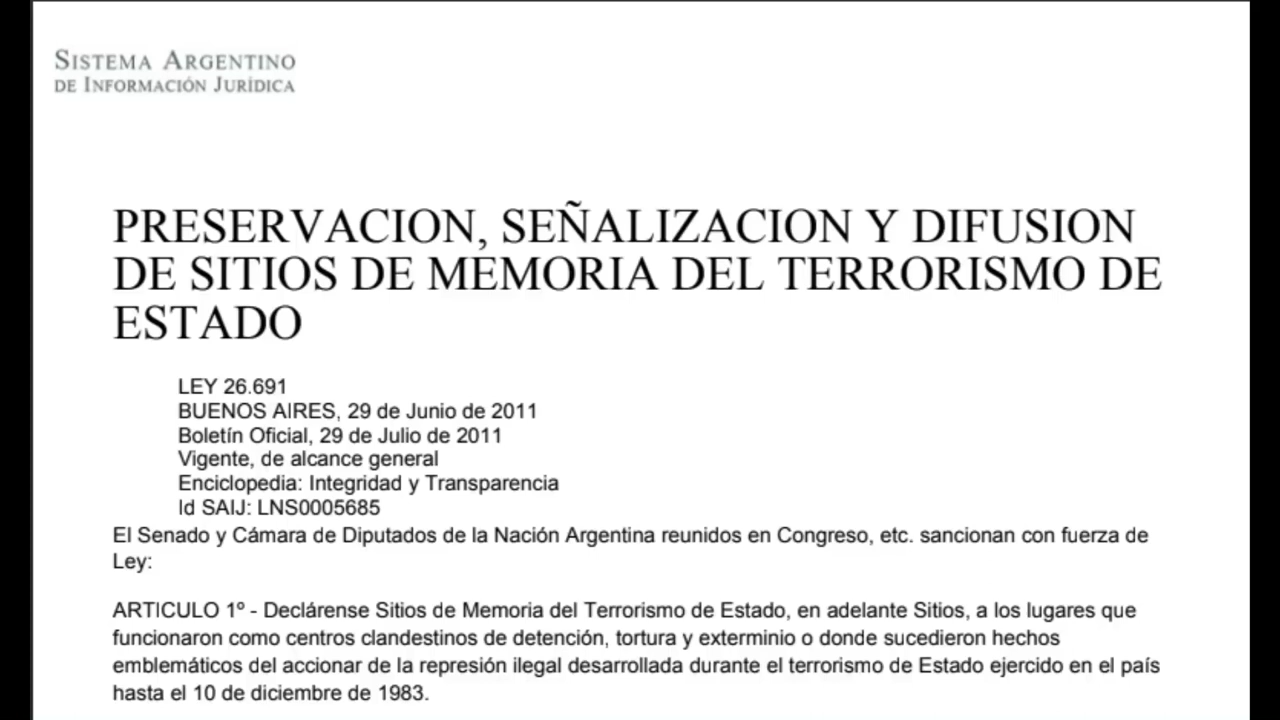 SISTEMA ARGENTINO
DE INFORMACIÓN JURÍDICA
PRESERVACION, SEÑALIZACION Y DIFUSION
DE SITIOS DE MEMORIA DEL TERRORISMO DE
ESTADO
LEY 26.691
BUENOS AIRES, 29 de Junio de 2011
Boletín Oficial, 29 de Julio de 2011
Vigente, de alcance general
Enciclopedia: Integridad y Transparencia
Id SAIJ: LNS0005685
El Senado y Cámara de Diputados de la Nación Argentina reunidos en Congreso, etc. sancionan con fuerza de
Ley:
ARTICULO 1º - Declárense Sitios de Memoria del Terrorismo de Estado, en adelante Sitios, a los lugares que
funcionaron como centros clandestinos de detención, tortura y exterminio o donde sucedieron hechos
emblemáticos del accionar de la represión ilegal desarrollada durante el terrorismo de Estado ejercido en el país
hasta el 10 de diciembre de 1983.